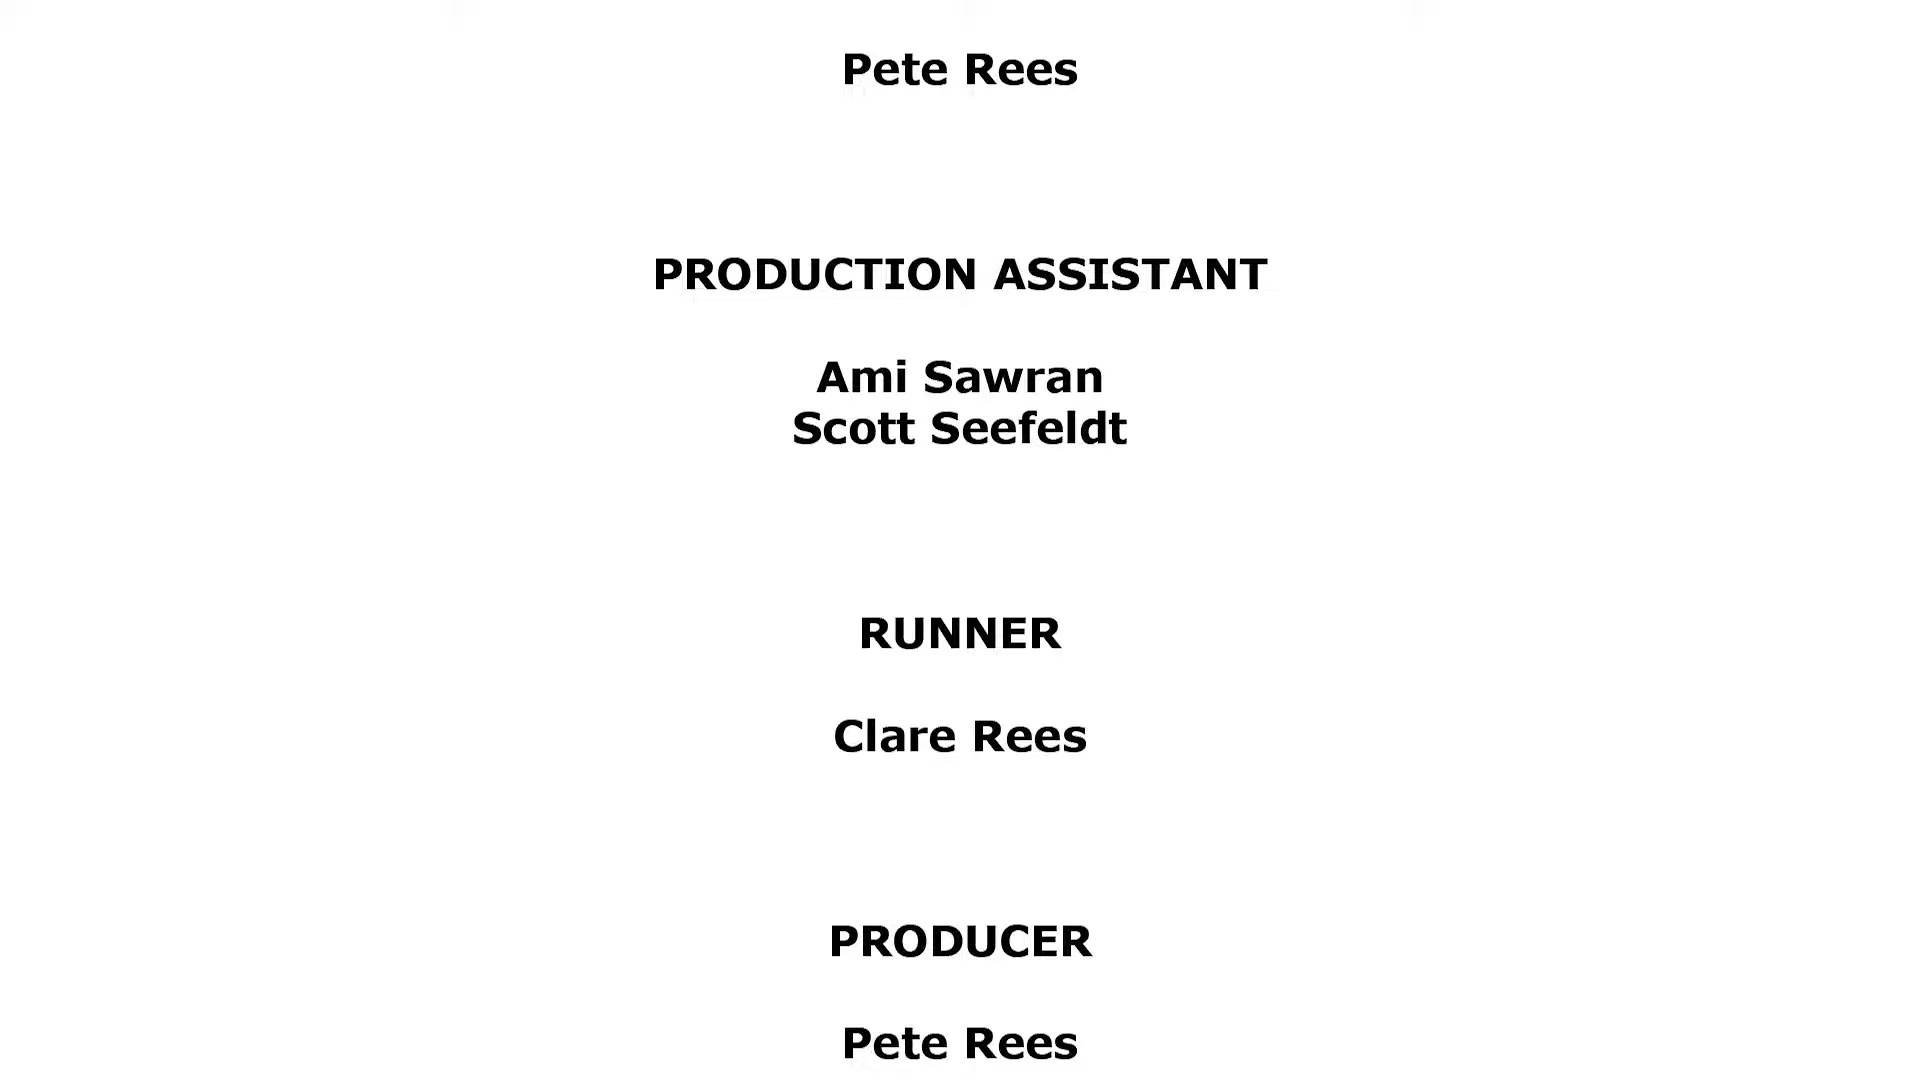 Pete Rees
PRODUCTION ASSISTANT
Ami Sawran
Scott Seefeldt
RUNNER
Clare Rees
PRODUCER
Pete Rees